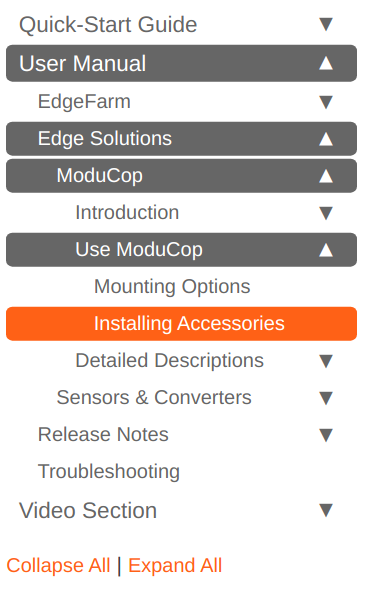 Quick-Start Guide ▼
User Manual ▲
EdgeFarm ▼
Edge Solutions ▲
ModuCop ▲
Introduction ▼
Use ModuCop ▲
Mounting Options
Installing Accessories
Detailed Descriptions ▼
Sensors & Converters ▼
Release Notes ▼
Troubleshooting
Video Section ▼
Collapse All | Expand All